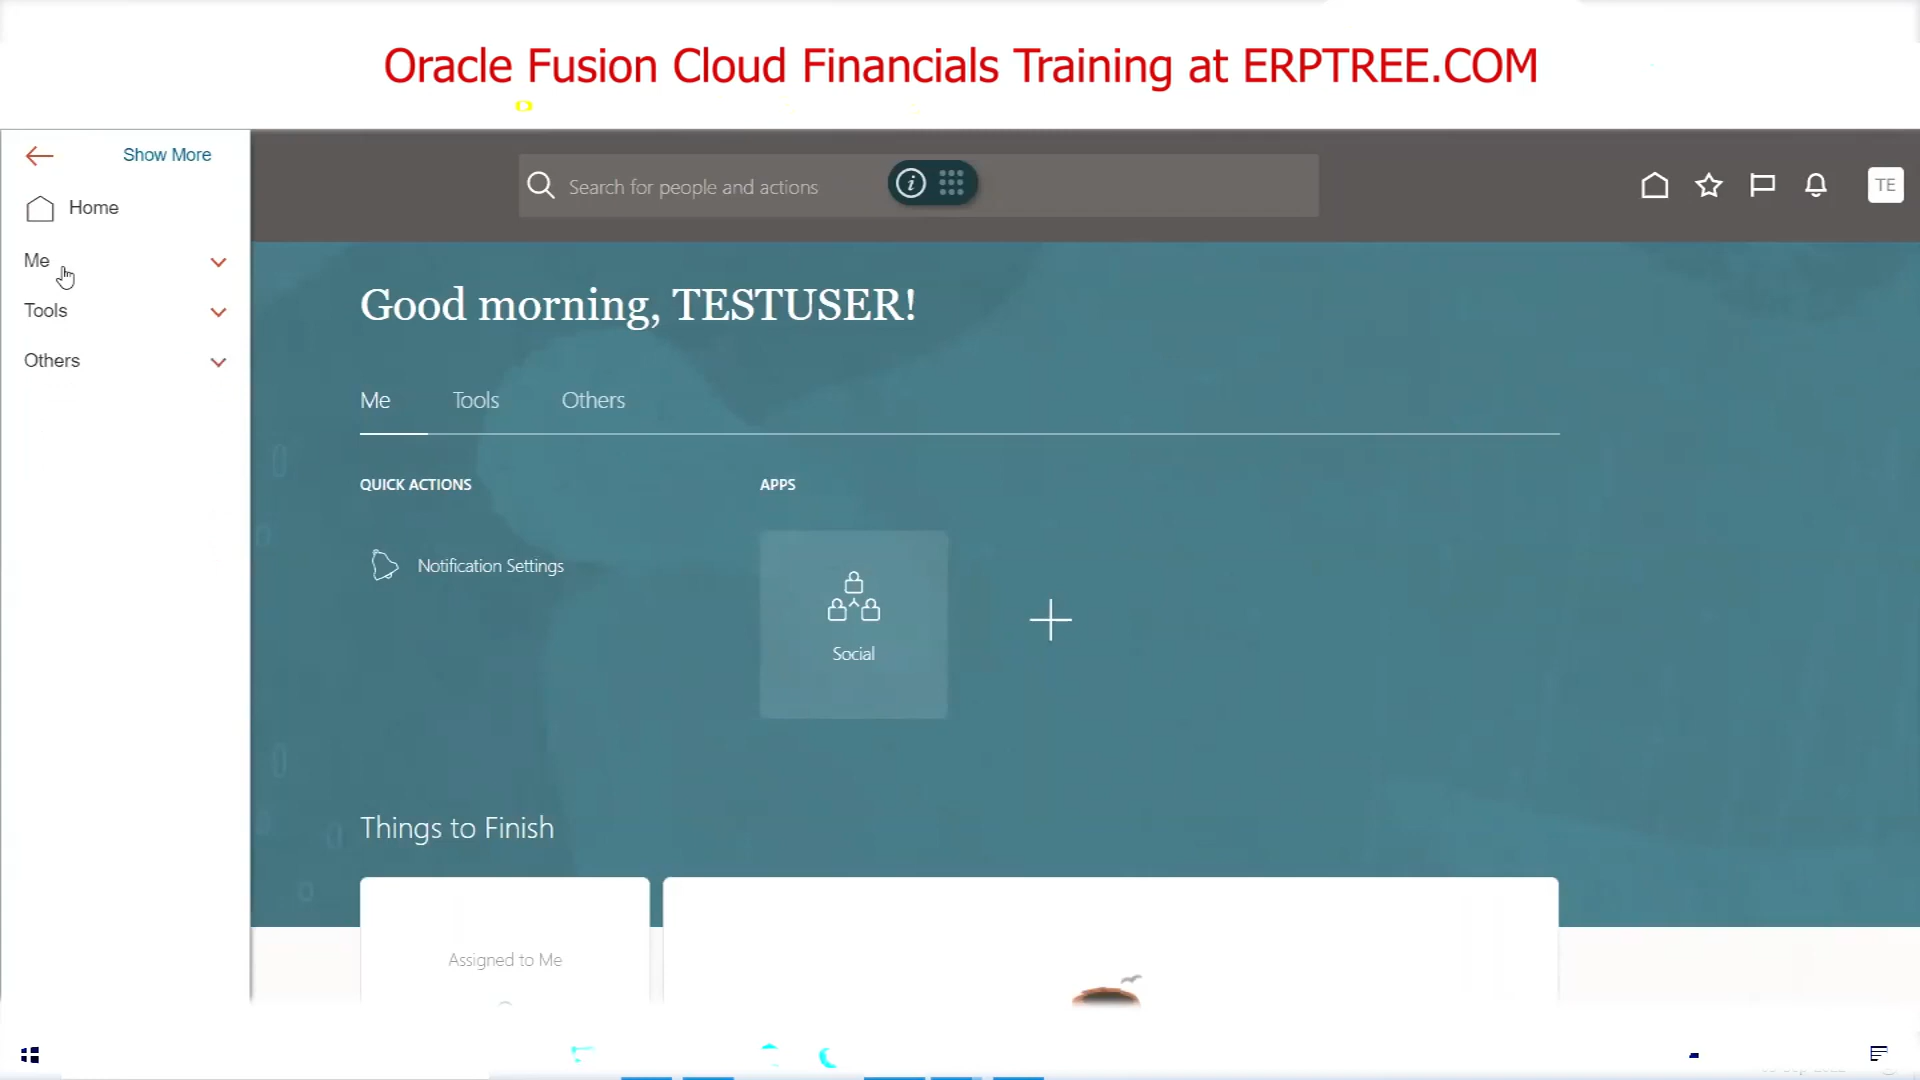 Oracle Fusion Cloud Financials Training at ERPTREE.COM
Show More
Home
Me
Tools
Others
Search for people and actions
TE
Good morning, TESTUSER!
Me Tools Others
QUICK ACTIONS
APPS
Notification Settings
Social
Things to Finish
Assigned to Me